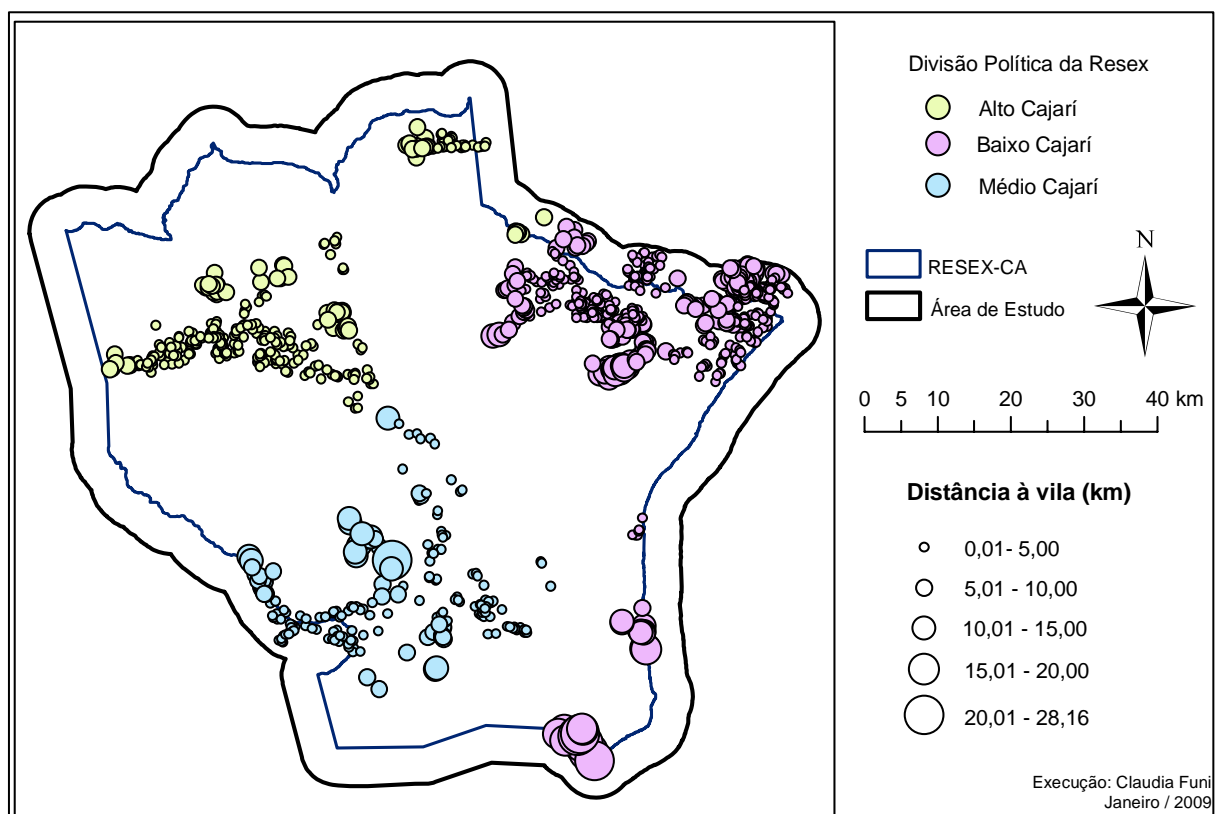 Divisão Política da Resex
Alto Cajarí
Baixo Cajarí
Médio Cajarí
RESEX-CA
Área de Estudo
N
0 5 10 20 30 40 km
Distância à vila (km)
0,01- 5,00
5,01 - 10,00
10,01 - 15,00
15,01 - 20,00
20,01 - 28,16
Execução: Claudia Funi
Janeiro / 2009